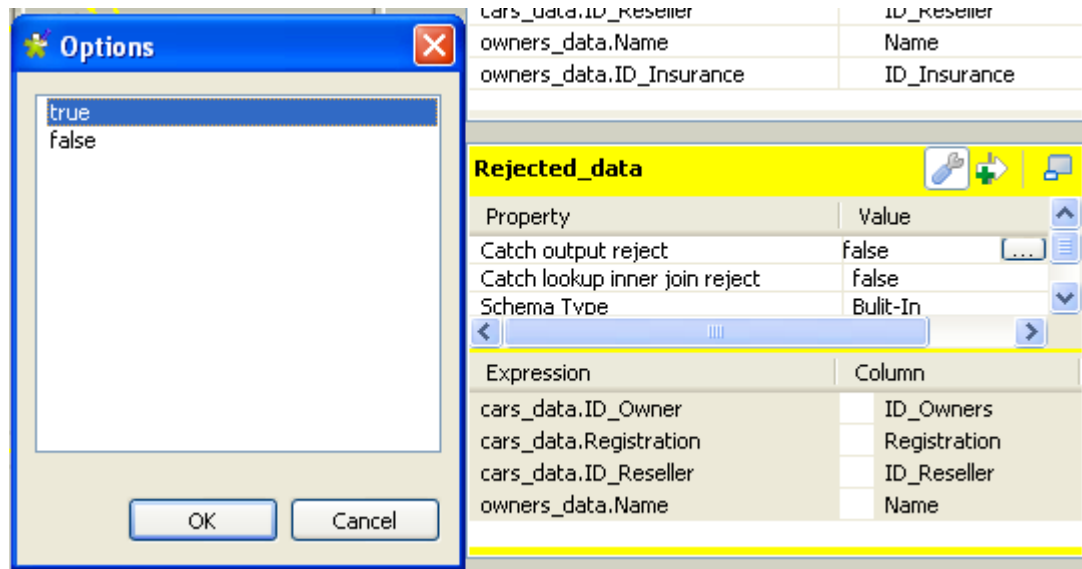 Options
true
false
OK
Cancel
cars_data.ID_Reseller ID_Reseller
owners_data.Name Name
owners_data.ID_Insurance ID_Insurance
Rejected_data
Property Value
Catch output reject false ...
Catch lookup inner join reject false
Schema Type Bulit-In
Expression Column
cars_data.ID_Owner ID_Owners
cars_data.Registration Registration
cars_data.ID_Reseller ID_Reseller
owners_data.Name Name